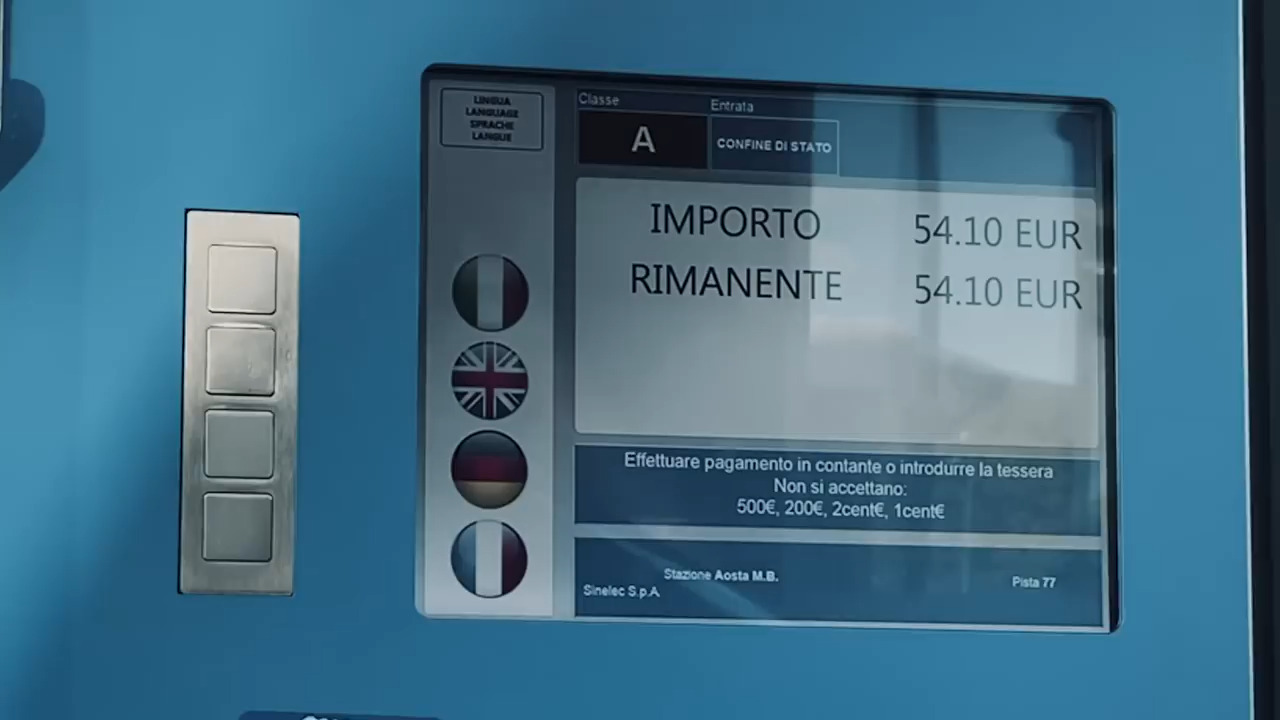 LINGUA
LANGUAGE
SPRACHE
LANGUE
Classe
Entrata
A
CONFINE DI STATO
IMPORTO 54.10 EUR
RIMANENTE 54.10 EUR
Effettuare pagamento in contante o introdurre la tessera
Non si accettano:
500€, 200€, 2cent€, 1cent€
Stazione Aosta M.B.
Pista 77
Sinelec S.p.A.